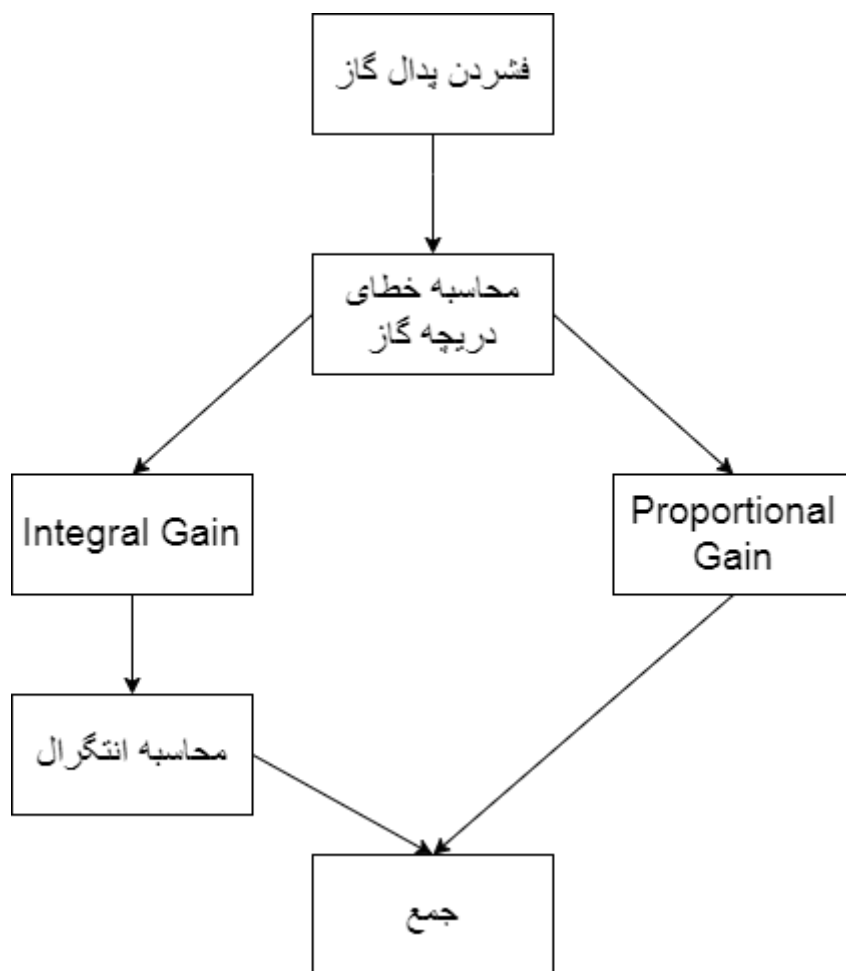 فشردن پدال گاز
محاسبه خطای
دریچه گاز
Integral Gain
Proportional
Gain
محاسبه انتگرال
جمع